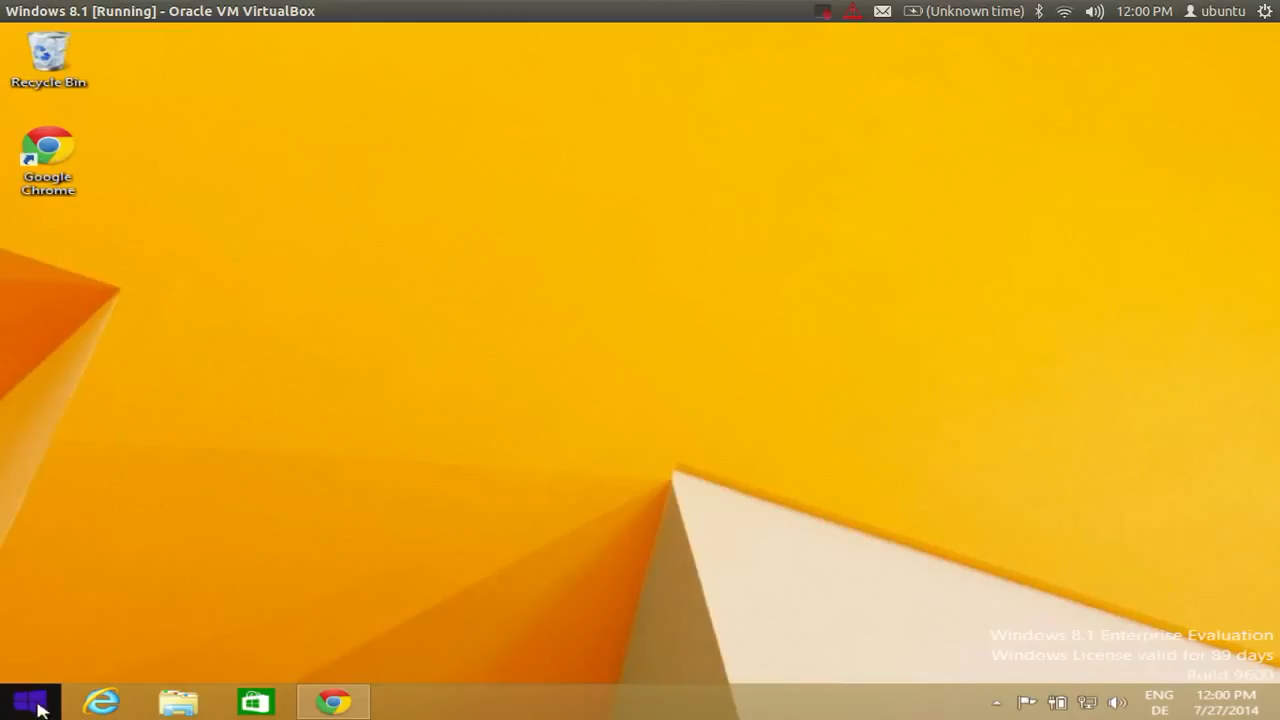 Windows 8.1 [Running] - Oracle VM VirtualBox
(Unknown time)
12:00 PM
ubuntu
Recycle Bin
Google
Chrome
Windows 8.1 Enterprise Evaluation
Windows License valid for 89 days
Build 9600
ENG
DE
12:00 PM
7/27/2014